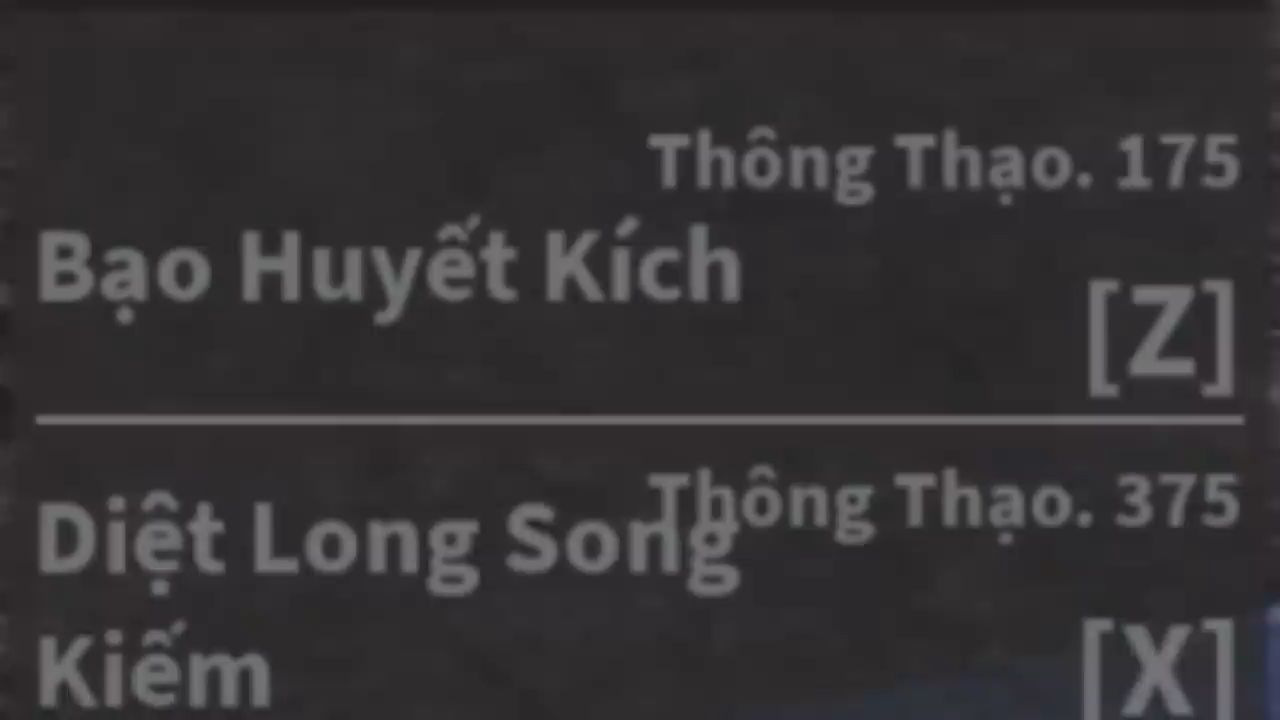 Thông Thạo. 175
Bạo Huyết Kích
[Z]
Thông Thạo. 375
Diệt Long Song
Kiếm
[X]